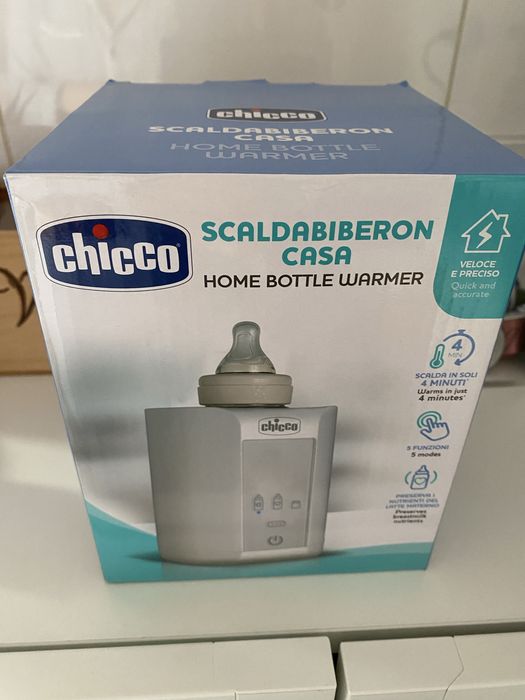 chicco
SCALDABIBERON
CASA
HOME BOTTLE
WARMER
chicco
SCALDABIBERON
CASA
HOME BOTTLE WARMER
VELOCE
E PRECISO
Quick and
accurate
4
MIN
SCALDA IN SOLI
4 MINUTI*
Warms in just
4 minutes*
5 FUNZIONI
5 modes
PRESERVA I
NUTRIENTI DEL
LATTE MATERNO
Preserves
breastmilk
nutrients
chicco